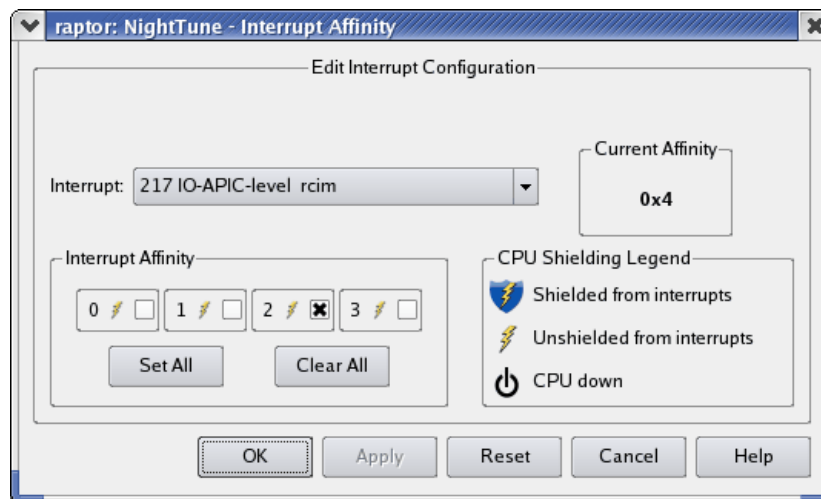 raptor: NightTune - Interrupt Affinity
Edit Interrupt Configuration
Interrupt: 217 IO-APIC-level rcim
Current Affinity
0x4
Interrupt Affinity
0 1 2 3
Set All Clear All
CPU Shielding Legend
Shielded from interrupts
Unshielded from interrupts
CPU down
OK Apply Reset Cancel Help